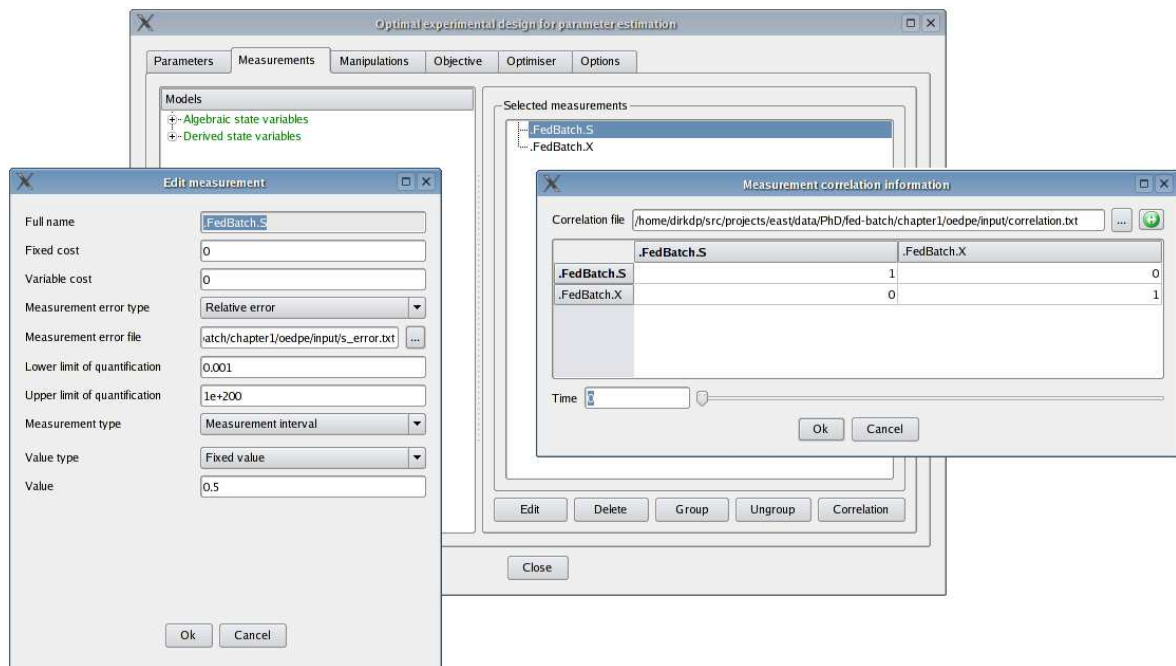 Optimal experimental design for parameter estimation
Parameters Measurements Manipulations Objective Optimiser Options
Models
Algebraic state variables
Derived state variables
Selected measurements
.FedBatch.S
.FedBatch.X
Edit Delete Group Ungroup Correlation
Close
Edit measurement
Full name .FedBatch.S
Fixed cost 0
Variable cost 0
Measurement error type Relative error
Measurement error file atch/chapter1/oedpe/input/s_error.txt ...
Lower limit of quantification 0.001
Upper limit of quantification 1e+200
Measurement type Measurement interval
Value type Fixed value
Value 0.5
Ok Cancel
Measurement correlation information
Correlation file /home/dirkdp/src/projects/east/data/PhD/fed-batch/chapter1/oedpe/input/correlation.txt ...
.FedBatch.S .FedBatch.X
.FedBatch.S 1 0
.FedBatch.X 0 1
Time 0
Ok Cancel